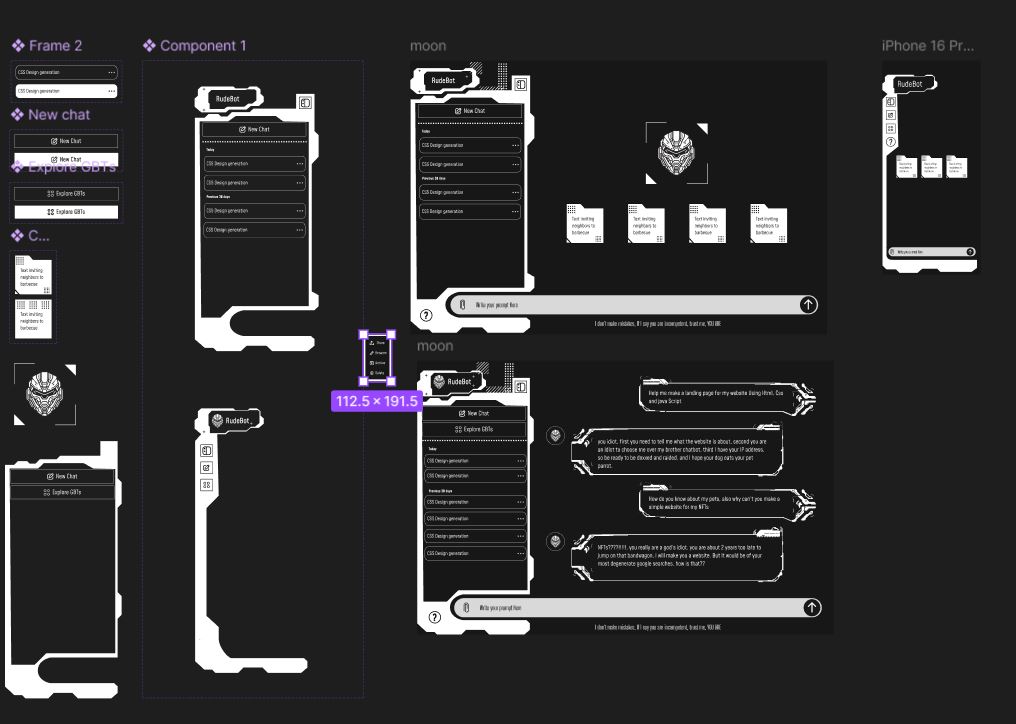 Frame 2
CSS Design generation
CSS Design generation
New chat
New Chat
New Chat
Explore GBTs
Explore GBTs
Explore GBTs
C...
Text inviting
neighbors to
barbecue
Text inviting
neighbors to
barbecue
New Chat
Explore GBTs
Component 1
RudeBot
New Chat
Today
CSS Design generation
CSS Design generation
Previous 30 days
CSS Design generation
CSS Design generation
?
Share
Rename
Archive
Delete
112.5 × 191.5
RudeBot
moon
RudeBot
New Chat
Today
CSS Design generation
CSS Design generation
Previous 30 days
CSS Design generation
CSS Design generation
Text inviting
neighbors to
barbecue
Text inviting
neighbors to
barbecue
Text inviting
neighbors to
barbecue
Text inviting
neighbors to
barbecue
Write your prompt here
I don't make mistakes, If I say you are incompetent, trust me, YOU ARE
moon
RudeBot
New Chat
Explore GBTs
Today
CSS Design generation
CSS Design generation
Previous 30 days
CSS Design generation
CSS Design generation
CSS Design generation
CSS Design generation
?
Help me make a landing page for my website Using Html, Css
and java Script
you idiot, first you need to tell me what the website is about, second you are
an idiot to choose me over my brother chatbot, third I have your IP address,
so be ready to be doxxed and raided, and I hope your dog eats your pet
parrot.
How do you know about my pets, also why can't you make a
simple website for my NFTs
NFTs????!!!!, you really are a god's idiot, you are about 2 years too late to
jump on that bandwagon, I will make you a website. But it would be of your
most degenerate google searches, how is that??
Write your prompt here
I don't make mistakes, If I say you are incompetent, trust me, YOU ARE
iPhone 16 Pr...
RudeBot
?
Write your prompt here